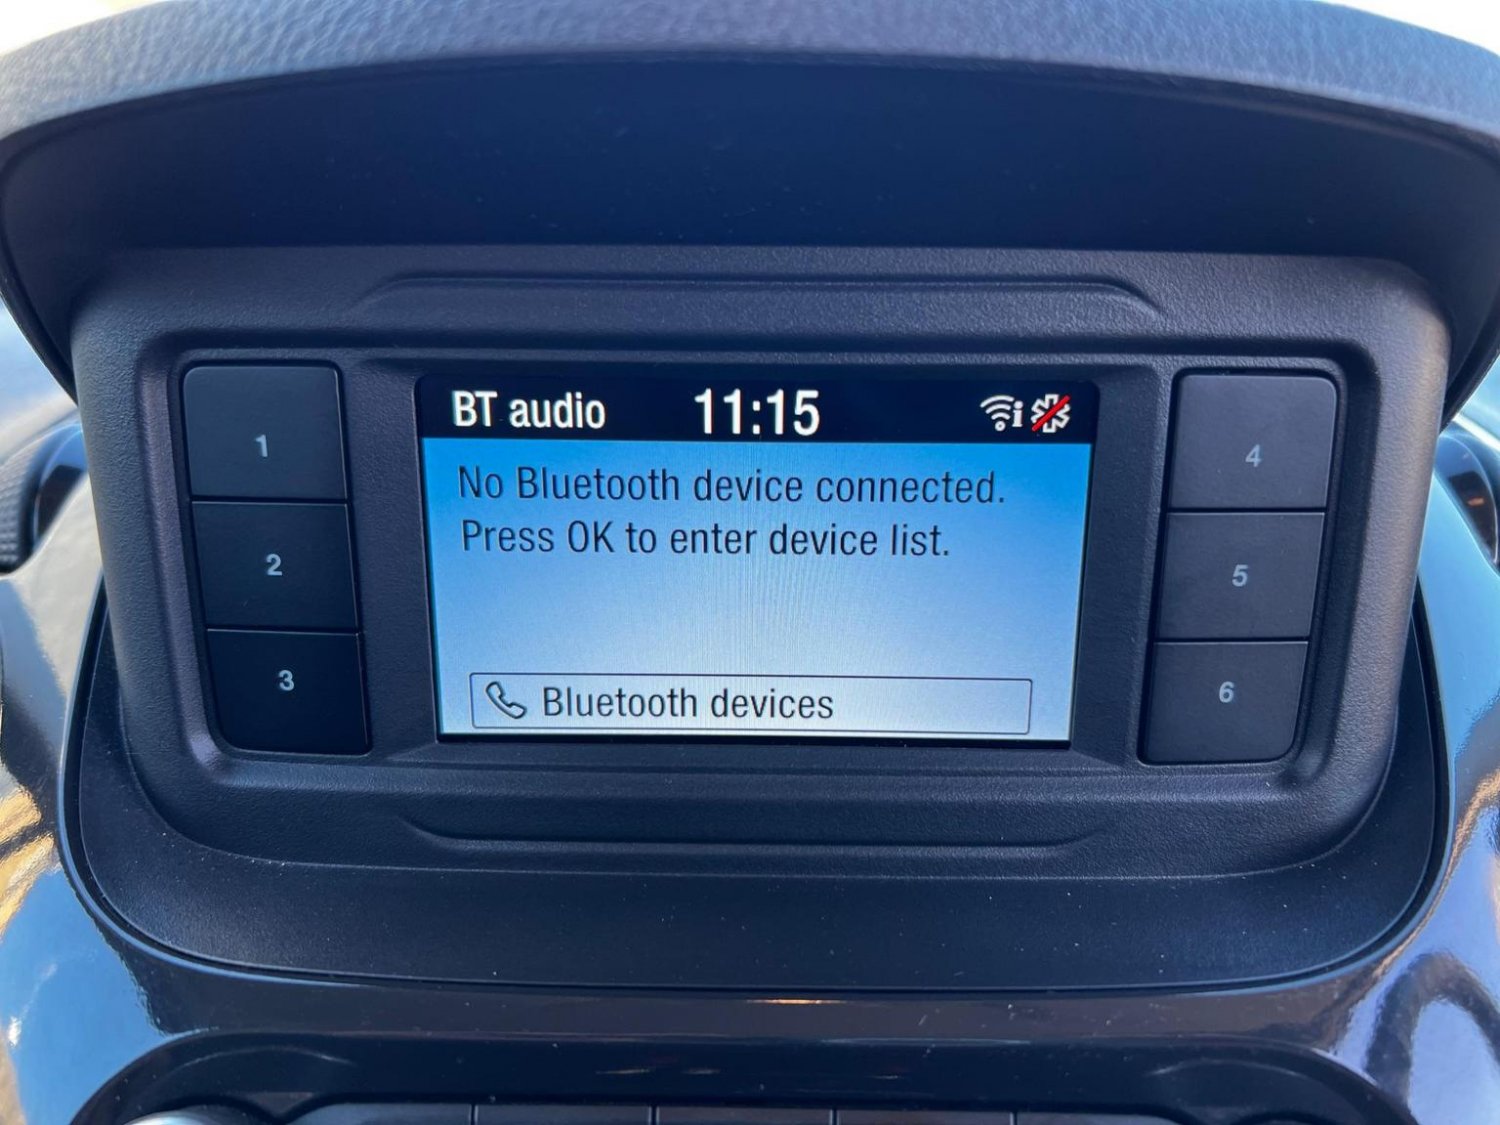 BT audio 11:15 i
No Bluetooth device connected.
Press OK to enter device list.
Bluetooth devices
1
2
3
4
5
6